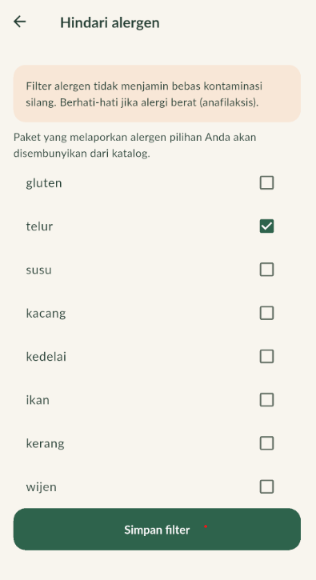 Hindari alergen
Filter alergen tidak menjamin bebas kontaminasi
silang. Berhati-hati jika alergi berat (anafilaksis).
Paket yang melaporkan alergen pilihan Anda akan
disembunyikan dari katalog.
gluten
telur
susu
kacang
kedelai
ikan
kerang
wijen
Simpan filter